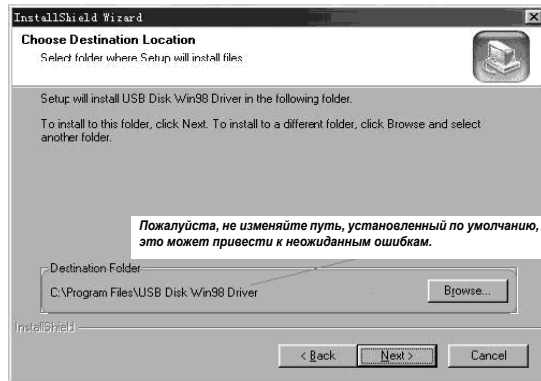 InstallShield Wizard
Choose Destination Location
Select folder where Setup will install files
Setup will install USB Disk Win98 Driver in the following folder.
To install to this folder, click Next. To install to a different folder, click Browse and select
another folder.
Пожалуйста, не изменяйте путь, установленный по умолчанию,
это может привести к неожиданным ошибкам.
Destination Folder
C:\Program Files\USB Disk Win98 Driver
Browse...
InstallShield
< Back
Next >
Cancel